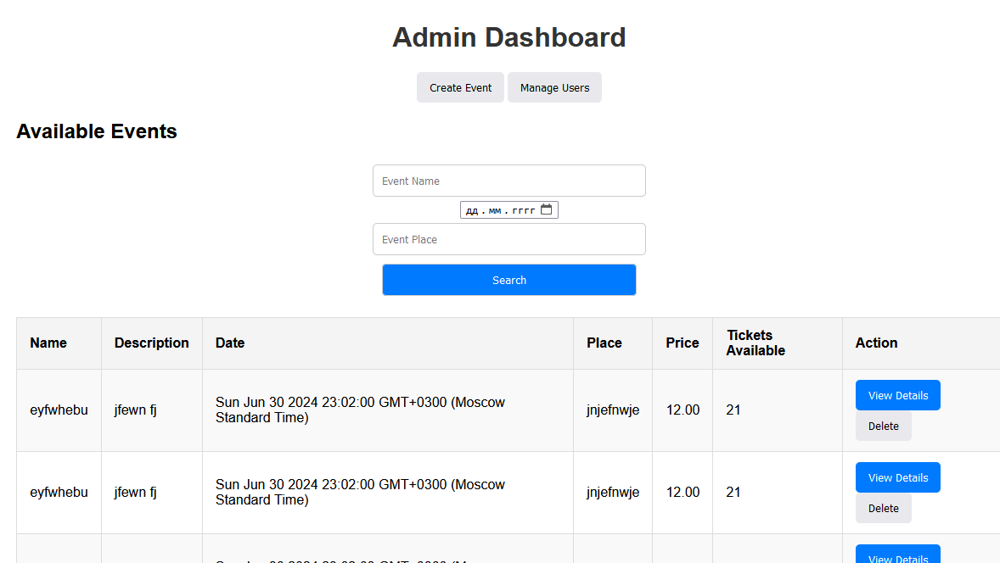 Admin Dashboard
Create Event
Manage Users
Available Events
Event Name
дд.мм.гггг
Event Place
Search
Name
Description
Date
Place
Price
Tickets
Available
Action
eyfwhebu
jfewn fj
Sun Jun 30 2024 23:02:00 GMT+0300 (Moscow
Standard Time)
jnjefnwje
12.00
21
View Details
Delete
eyfwhebu
jfewn fj
Sun Jun 30 2024 23:02:00 GMT+0300 (Moscow
Standard Time)
jnjefnwje
12.00
21
View Details
Delete
View Details